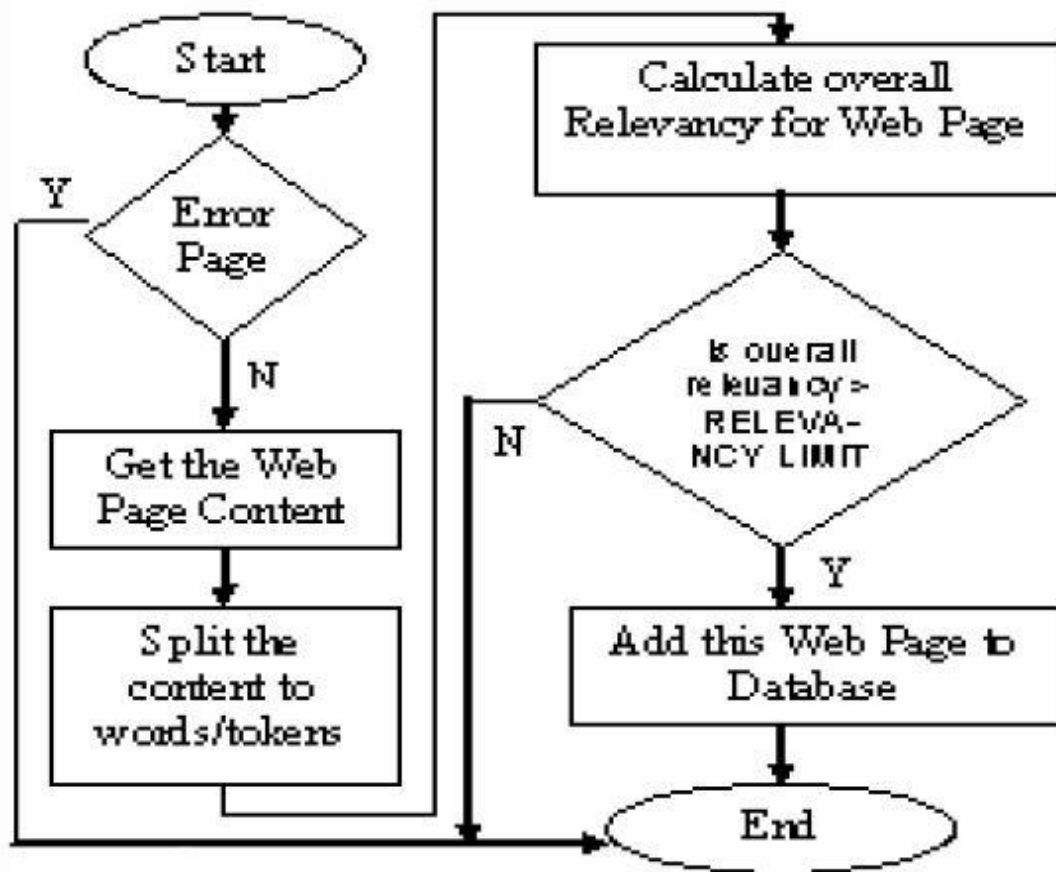 Start
Y
Error
Page
N
Get the Web
Page Content
Split the
content to
words/tokens
Calculate overall
Relevancy for Web Page
Is overall
relevancy >
RELEVA-
NCY LIMIT
N
Y
Add this Web Page to
Database
End